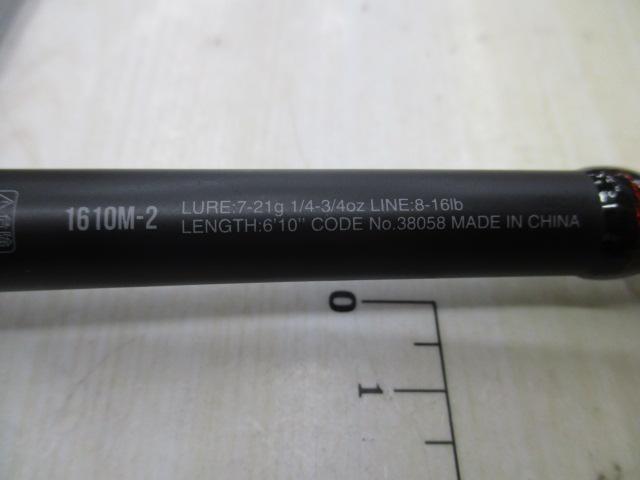 1610M-2
LURE:7-21g 1/4-3/4oz LINE:8-16lb
LENGTH:6'10" CODE No.38058 MADE IN CHINA
0
1